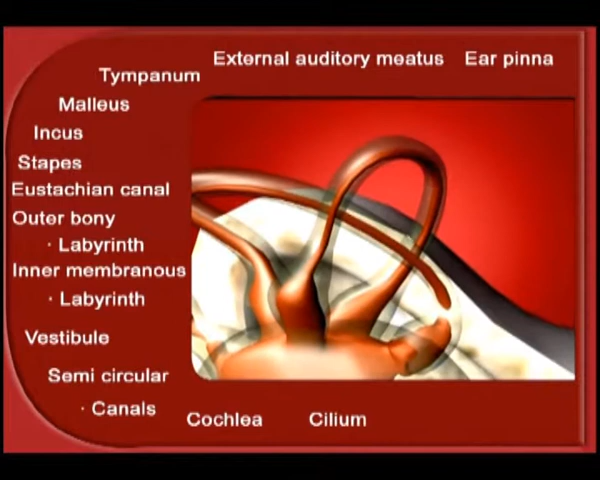 External auditory meatus
Ear pinna
Tympanum
Malleus
Incus
Stapes
Eustachian canal
Outer bony
· Labyrinth
Inner membranous
· Labyrinth
Vestibule
Semi circular
· Canals
Cochlea
Cilium